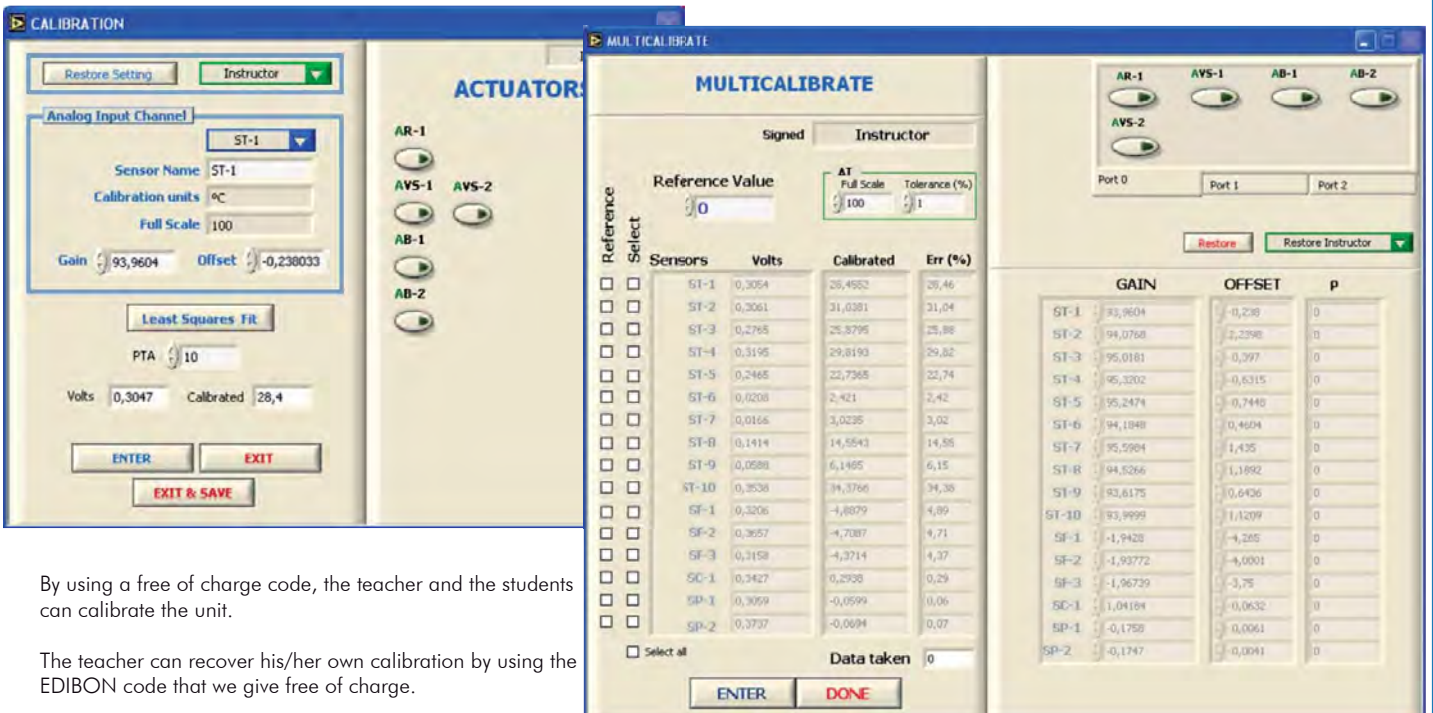 CALIBRATION
Restore Setting Instructor
Analog Input Channel
ST-1
Sensor Name ST-1
Calibration units ºC
Full Scale 100
Gain 93,9604 Offset -0,238033
Least Squares Fit
PTA 10
Volts 0,3047 Calibrated 28,4
ENTER EXIT
EXIT & SAVE
ACTUATORS
AR-1
AVS-1 AVS-2
AB-1
AB-2
By using a free of charge code, the teacher and the students
can calibrate the unit.
The teacher can recover his/her own calibration by using the
EDIBON code that we give free of charge.
MULTICALIBRATE
MULTICALIBRATE
Signed Instructor
Reference Value
0
ΔT
Full Scale Tolerance (%)
100 1
Reference Select
Sensors Volts Calibrated Err (%)
ST-1 0,3054 28,4552 28,46
ST-2 0,3061 31,0381 31,04
ST-3 0,2765 25,8795 25,88
ST-4 0,3195 29,8193 29,82
ST-5 0,2465 22,7365 22,74
ST-6 0,0208 2,421 2,42
ST-7 0,0166 3,0235 3,02
ST-8 0,1414 14,5543 14,55
ST-9 0,0588 6,1485 6,15
ST-10 0,3538 34,3766 34,38
SF-1 0,3206 -4,8879 4,89
SF-2 0,3657 -4,7087 4,71
SF-3 0,3158 -4,3714 4,37
SC-1 0,3427 0,2938 0,29
SP-1 0,3059 -0,0599 0,06
SP-2 0,3737 -0,0694 0,07
Select all
Data taken 0
ENTER DONE
AR-1 AVS-1 AB-1 AB-2
AVS-2
Port 0 Port 1 Port 2
Restore Restore Instructor
GAIN OFFSET P
ST-1 93,9604 -0,238 0
ST-2 94,0768 2,2398 0
ST-3 95,0181 -0,397 0
ST-4 95,3202 -0,6315 0
ST-5 95,2474 -0,7448 0
ST-6 94,1848 0,4604 0
ST-7 95,5984 1,435 0
ST-8 94,5266 1,1892 0
ST-9 93,6175 0,6436 0
ST-10 93,9999 1,1209 0
SF-1 -1,9428 -4,265 0
SF-2 -1,93772 -4,0001 0
SF-3 -1,96739 -3,75 0
SC-1 1,04184 -0,0632 0
SP-1 -0,1758 0,0061 0
SP-2 -0,1747 -0,0041 0